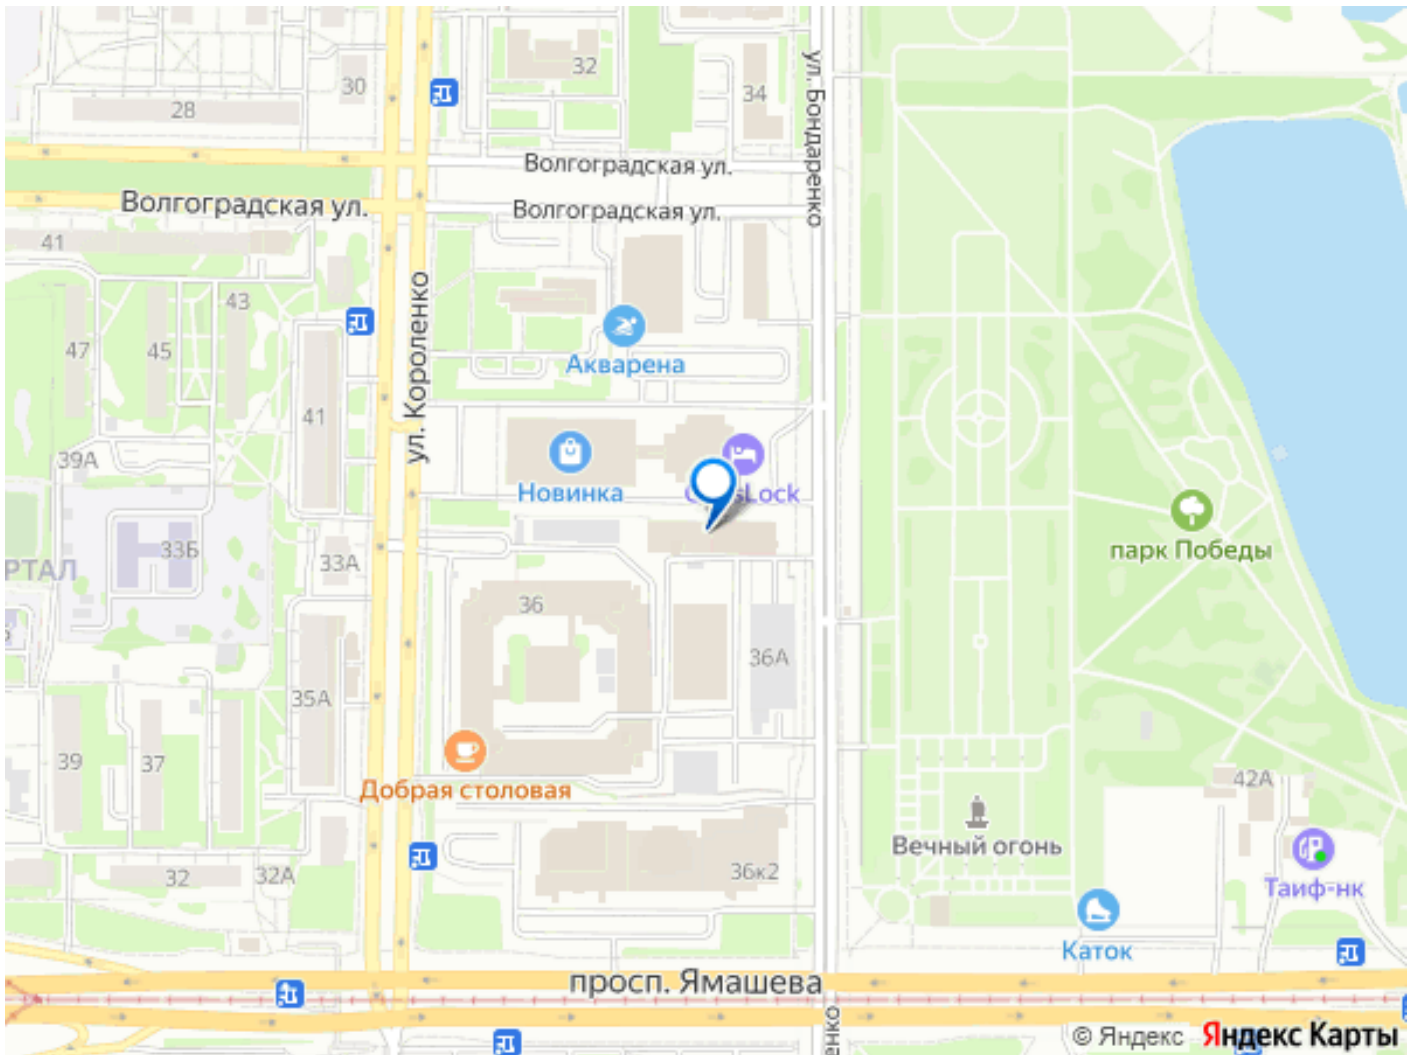 32
30
34
28
ул. Бондаренко
Волгоградская ул.
Волгоградская ул.
Волгоградская ул.
41
43
ул. Короленко
47
45
Акварена
41
39А
Новинка
Lock
33Б
РТАЛ
33А
парк Победы
36
36А
35А
39
37
42А
Добрая столовая
Вечный огонь
36к2
32
32А
Таиф-нк
Каток
просп. Ямашева
енко
© Яндекс Яндекс Карты